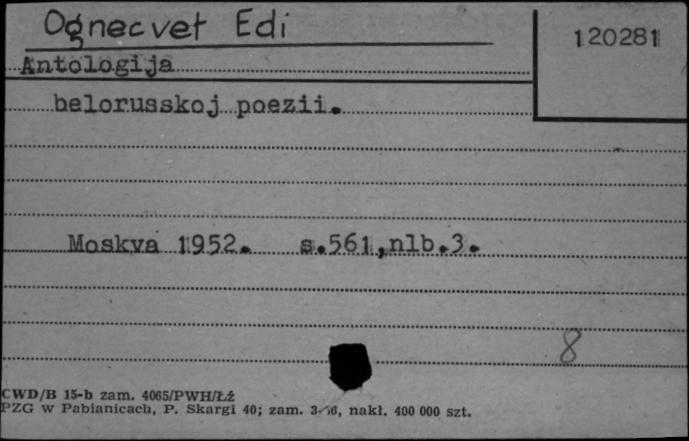 Ognecvet Edi
120281
Antologija
belorusskoj poezii.
Moskva 1952. s.561,nlb.3.
8
CWD/B 15-b zam. 4065/PWH/Łź
PZG w Pabianicach, P. Skargi 40; zam. nakł. 400 000 szt.